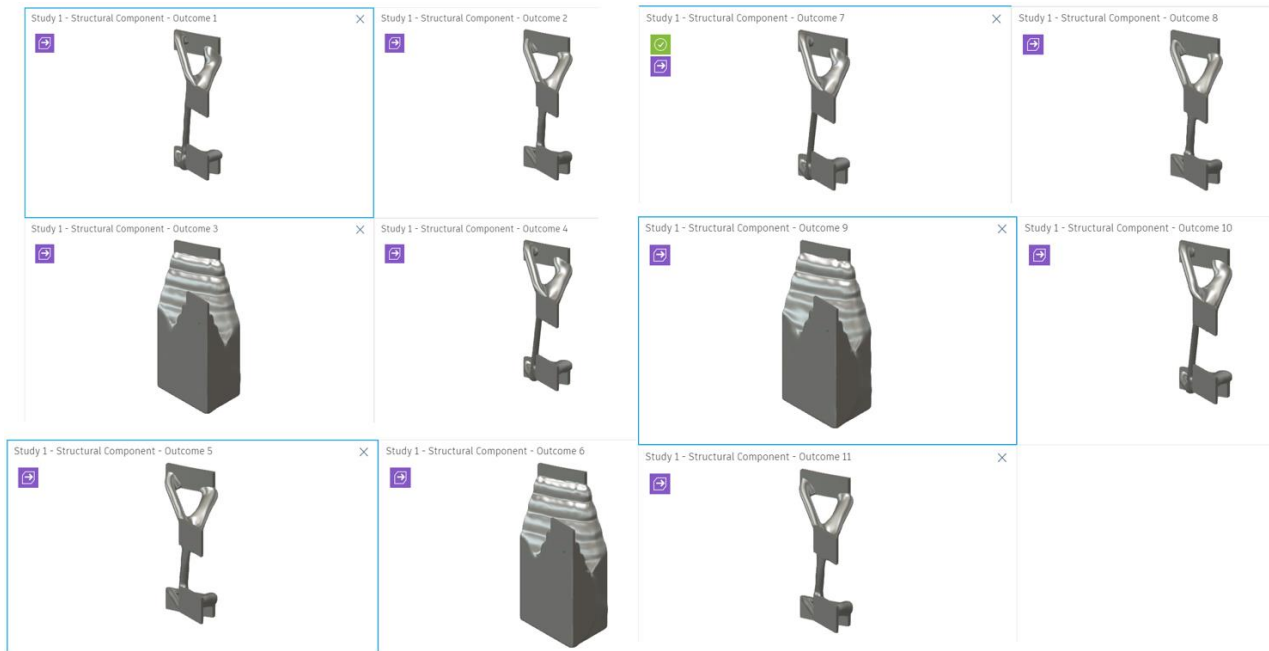 Study 1 - Structural Component - Outcome 1
Study 1 - Structural Component - Outcome 2
Study 1 - Structural Component - Outcome 7
Study 1 - Structural Component - Outcome 8
Study 1 - Structural Component - Outcome 3
Study 1 - Structural Component - Outcome 4
Study 1 - Structural Component - Outcome 9
Study 1 - Structural Component - Outcome 10
Study 1 - Structural Component - Outcome 5
Study 1 - Structural Component - Outcome 6
Study 1 - Structural Component - Outcome 11